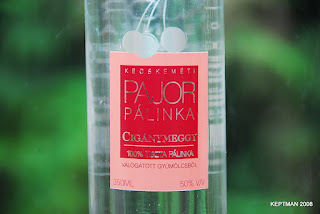 KECSKEMÉTI
PAJOR
PÁLINKA
CIGÁNYMEGGY
100% TISZTA PÁLINKA
VÁLOGATOTT GYÜMÖLCSBŐL
350ML 50% V/V
KEPTMAN 2008